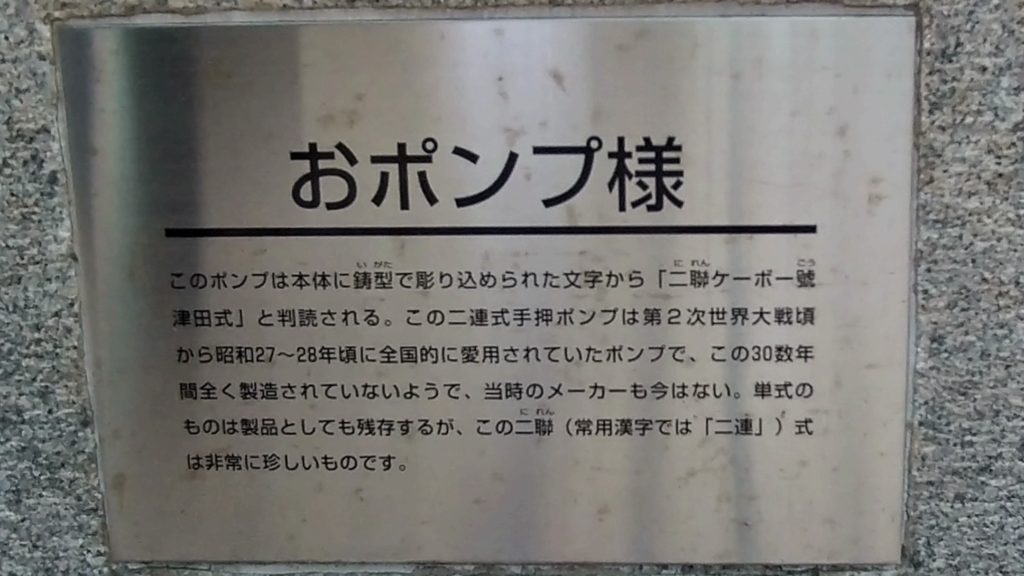 おポンプ様
このポンプは本体に鋳型で彫り込められた文字から「二聯ケーボー號
津田式」と判読される。この二連式手押ポンプは第2次世界大戦頃
から昭和27〜28年頃に全国的に愛用されていたポンプで、この30数年
間全く製造されていないようで、当時のメーカーも今はない。単式の
ものは製品としても残存するが、この二聯（常用漢字では「二連」）式
は非常に珍しいものです。